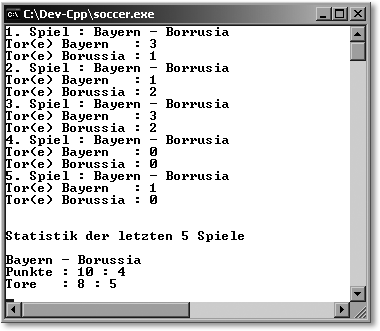 C:\Dev-Cpp\soccer.exe
1. Spiel : Bayern - Borrusia
Tor(e) Bayern   : 3
Tor(e) Borussia : 1
2. Spiel : Bayern - Borrusia
Tor(e) Bayern   : 1
Tor(e) Borussia : 2
3. Spiel : Bayern - Borrusia
Tor(e) Bayern   : 3
Tor(e) Borussia : 2
4. Spiel : Bayern - Borrusia
Tor(e) Bayern   : 0
Tor(e) Borussia : 0
5. Spiel : Bayern - Borrusia
Tor(e) Bayern   : 1
Tor(e) Borussia : 0
Statistik der letzten 5 Spiele
Bayern - Borussia
Punkte : 10 : 4
Tore   : 8 : 5